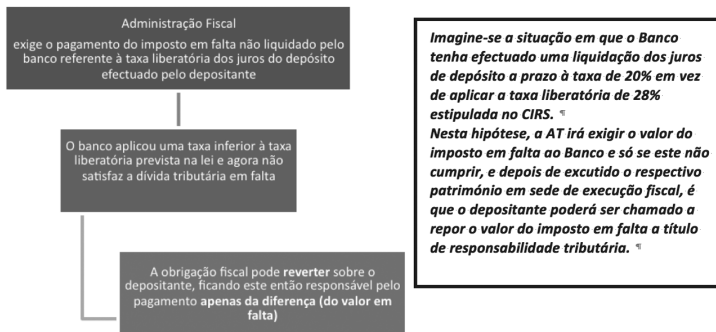 Administração Fiscal
exige o pagamento do imposto em falta não liquidado pelo
banco referente à taxa liberatória dos juros do depósito
efectuado pelo depositante
O banco aplicou uma taxa inferior à taxa
liberatória prevista na lei e agora não
satisfaz a dívida tributária em falta
A obrigação fiscal pode reverter sobre o
depositante, ficando este então responsável pelo
pagamento apenas da diferença (do valor em
falta)
Imagine-se a situação em que o Banco
tenha efectuado uma liquidação dos juros
de depósito a prazo à taxa de 20% em vez
de aplicar a taxa liberatória de 28%
estipulada no CIRS. ¶
Nesta hipótese, a AT irá exigir o valor do
imposto em falta ao Banco e só se este não
cumprir, e depois de excutido o respectivo
património em sede de execução fiscal, é
que o depositante poderá ser chamado a
repor o valor do imposto em falta a título
de responsabilidade tributária. ¶